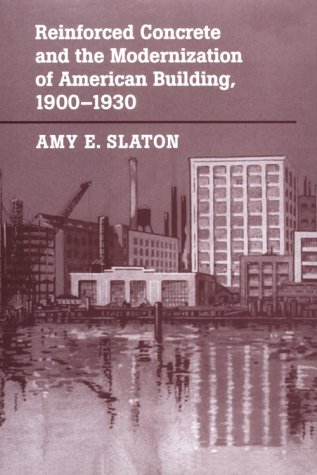 Reinforced Concrete
and the Modernization
of American Building,
1900–1930
AMY E. SLATON